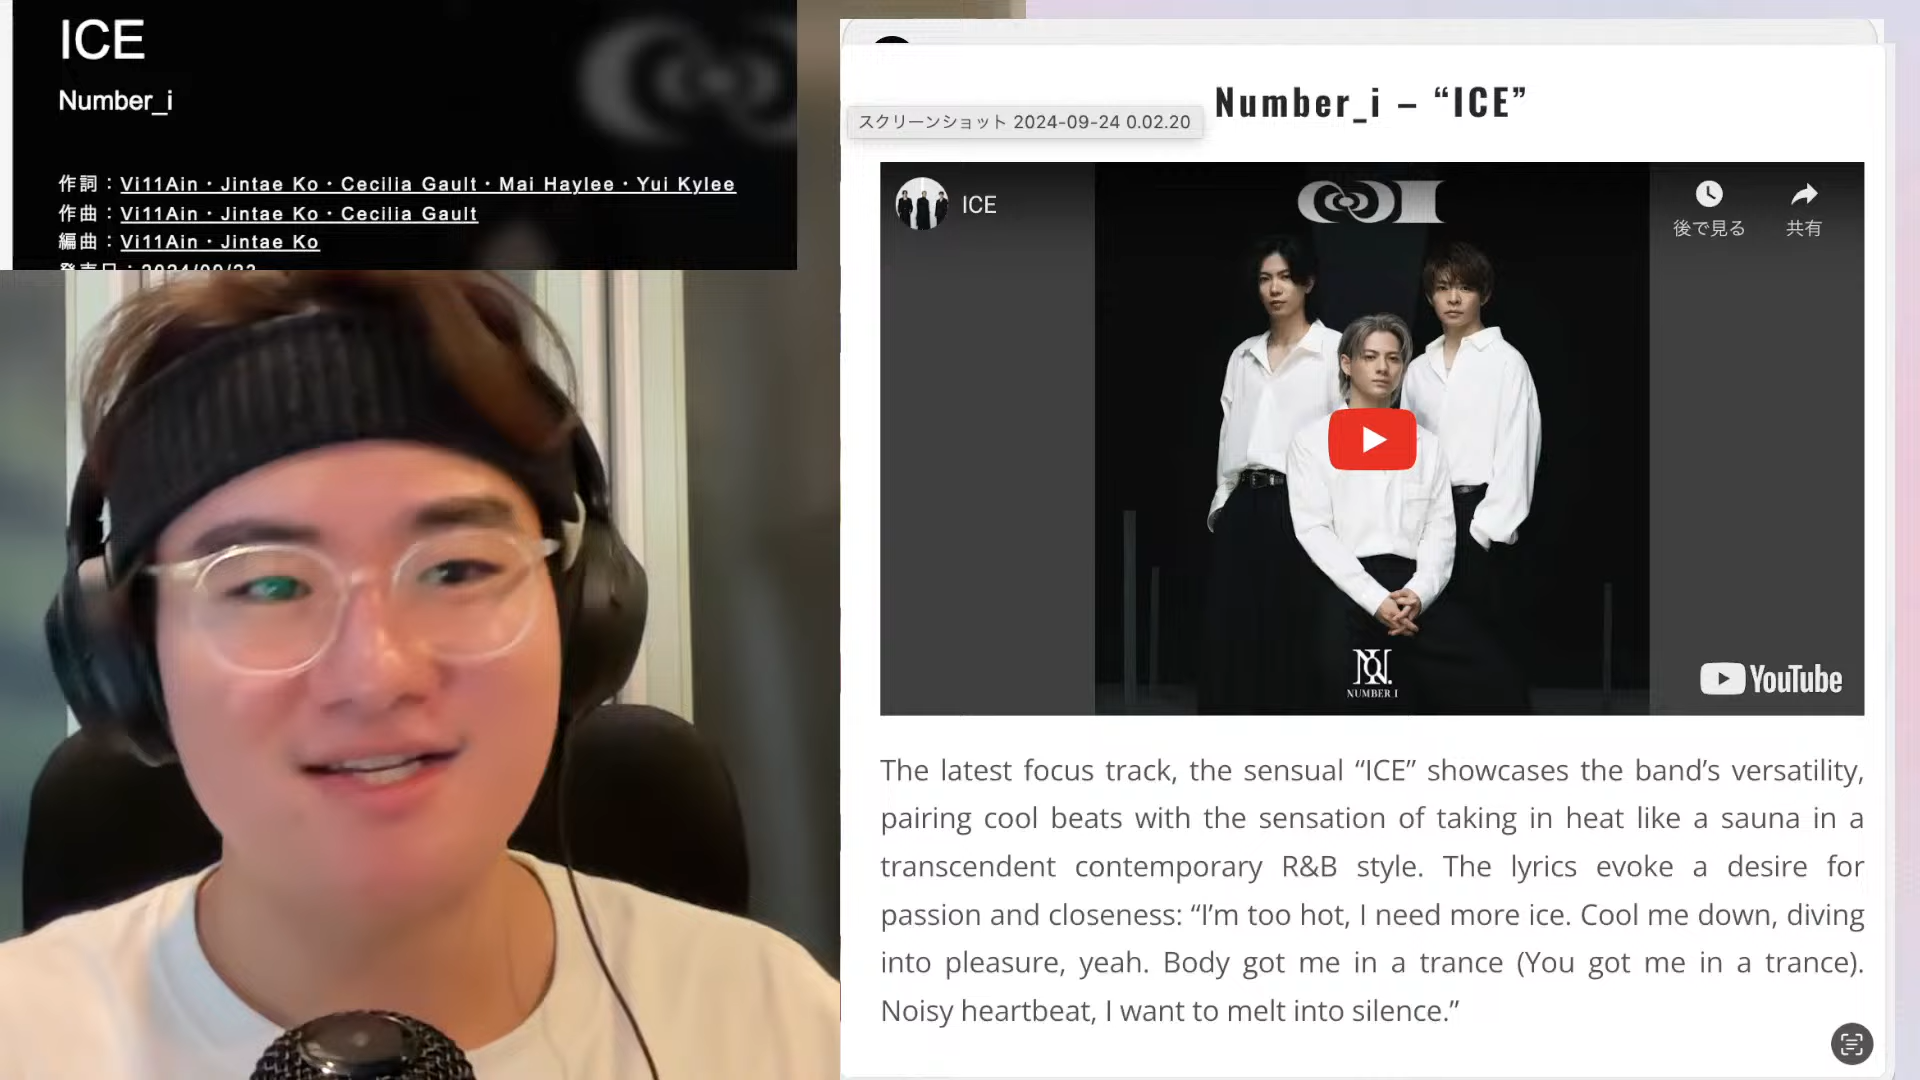 ICE
Number_i
作詞：Vi11Ain・Jintae Ko・Cecilia Gault・Mai Haylee・Yui Kylee
作曲：Vi11Ain・Jintae Ko・Cecilia Gault
編曲：Vi11Ain・Jintae Ko
発売日：2024/09/23
Number_i – “ICE”
スクリーンショット 2024-09-24 0.02.20
ICE
後で見る
共有
NUMBER I
YouTube
The latest focus track, the sensual “ICE” showcases the band’s versatility,
pairing cool beats with the sensation of taking in heat like a sauna in a
transcendent contemporary R&B style. The lyrics evoke a desire for
passion and closeness: “I’m too hot, I need more ice. Cool me down, diving
into pleasure, yeah. Body got me in a trance (You got me in a trance).
Noisy heartbeat, I want to melt into silence.”